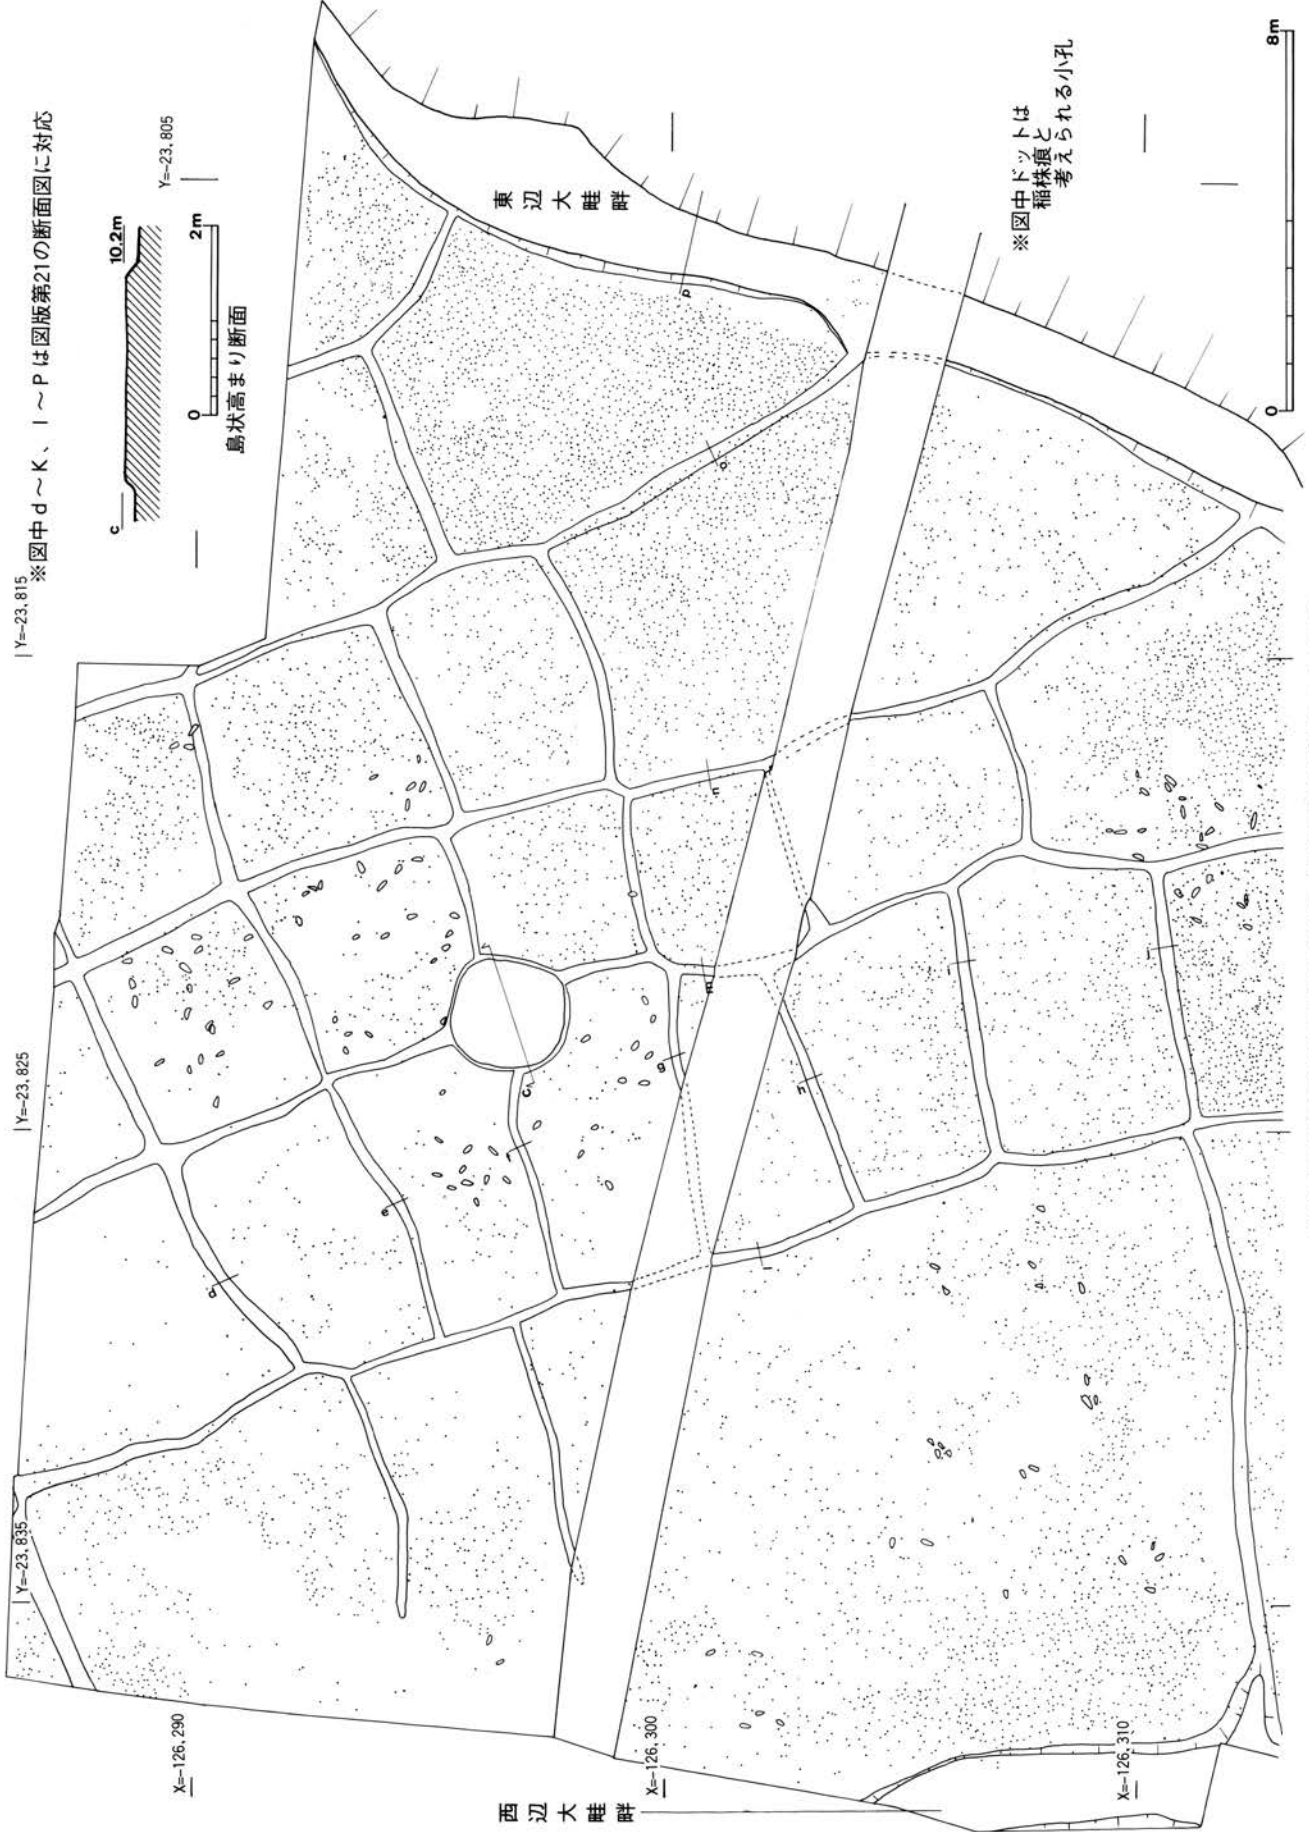 ※図中d～K、l～Pは図版第21の断面図に対応
Y=-23.805
Y=-23.815
Y=-23.825
Y=-23.835
c
10.2m
0
2m
島状高まり断面
東辺大畦畔
※図中ドットは
稲株痕と
考えられる小孔
0
8m
X=-126.290
X=-126.300
X=-126.310
西辺大畦畔
d
e
f
c
c'
g
h
i
j
l
m
n
o
p